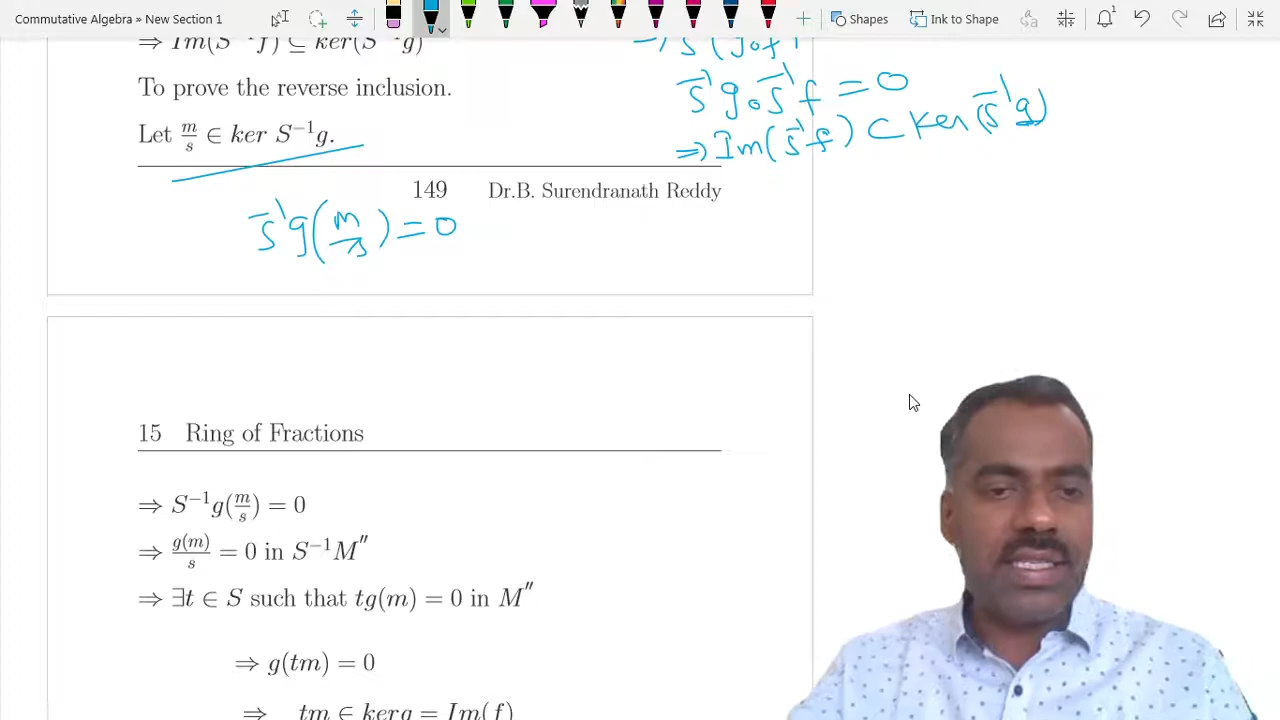 Commutative Algebra » New Section 1
Shapes
Ink to Shape
⇒ Im(S⁻¹f) ⊆ ker(S⁻¹g)
To prove the reverse inclusion.
Let m/s ∈ ker S⁻¹g.
S⁻¹g∘S⁻¹f = 0
⇒ Im(S⁻¹f) ⊂ Ker(S⁻¹g)
149 Dr.B. Surendranath Reddy
S⁻¹g(m/s) = 0
15 Ring of Fractions
⇒ S⁻¹g(m/s) = 0
⇒ g(m)/s = 0 in S⁻¹M″
⇒ ∃t ∈ S such that tg(m) = 0 in M″
⇒ g(tm) = 0
⇒ tm ∈ kerg = Im(f)